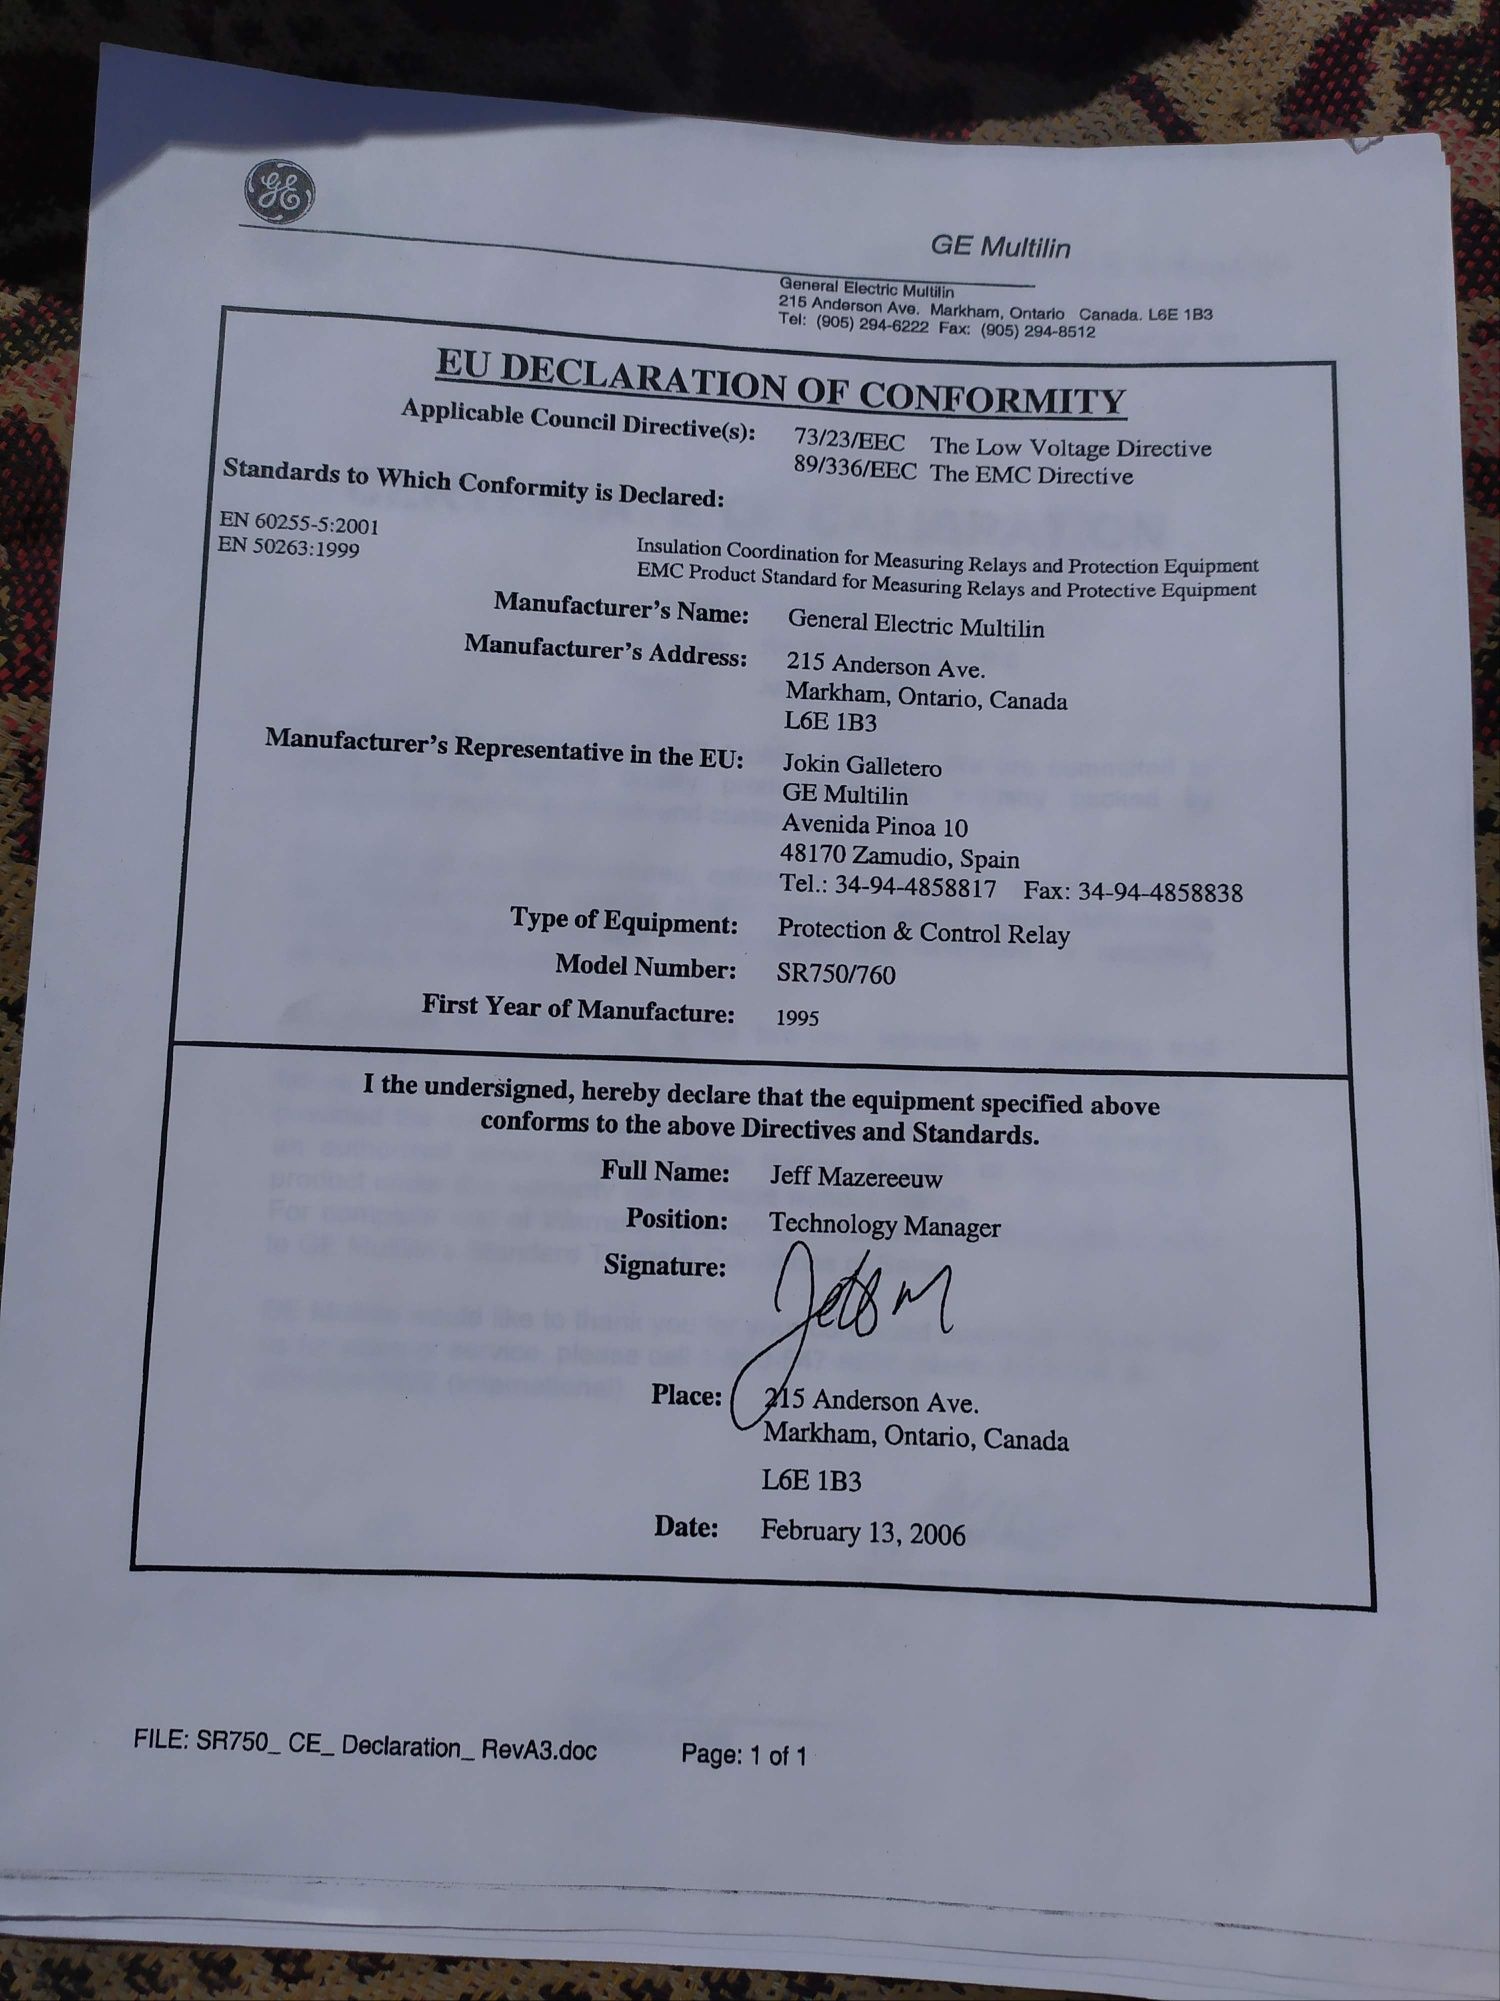 GE
GE Multilin
General Electric Multilin
215 Anderson Ave. Markham, Ontario Canada. L6E 1B3
Tel: (905) 294-6222 Fax: (905) 294-8512
EU DECLARATION OF CONFORMITY
Applicable Council Directive(s): 73/23/EEC The Low Voltage Directive
89/336/EEC The EMC Directive
Standards to Which Conformity is Declared:
EN 60255-5:2001 Insulation Coordination for Measuring Relays and Protection Equipment
EN 50263:1999 EMC Product Standard for Measuring Relays and Protective Equipment
Manufacturer's Name: General Electric Multilin
Manufacturer's Address: 215 Anderson Ave.
Markham, Ontario, Canada
L6E 1B3
Manufacturer's Representative in the EU: Jokin Galletero
GE Multilin
Avenida Pinoa 10
48170 Zamudio, Spain
Tel.: 34-94-4858817 Fax: 34-94-4858838
Type of Equipment: Protection & Control Relay
Model Number: SR750/760
First Year of Manufacture: 1995
I the undersigned, hereby declare that the equipment specified above
conforms to the above Directives and Standards.
Full Name: Jeff Mazereeuw
Position: Technology Manager
Signature: Jeff M
Place: 215 Anderson Ave.
Markham, Ontario, Canada
L6E 1B3
Date: February 13, 2006
FILE: SR750_ CE_ Declaration_ RevA3.doc Page: 1 of 1